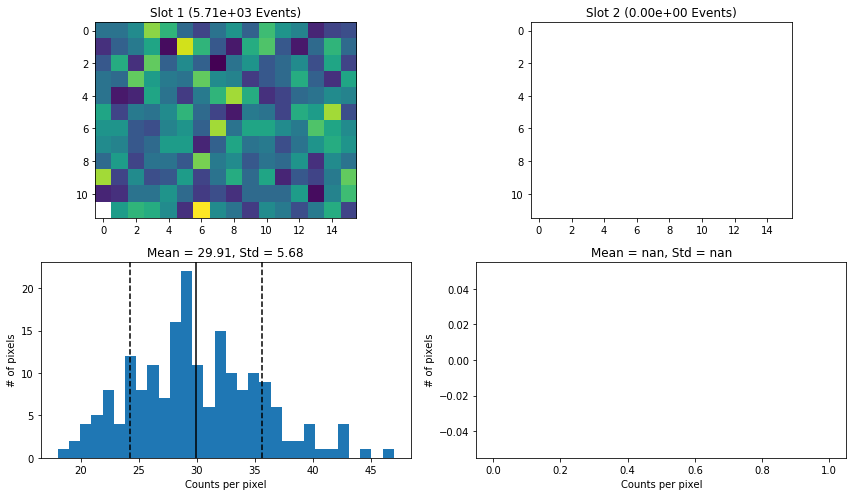 Slot 1 (5.71e+03 Events)
0
2
4
6
8
10
0 2 4 6 8 10 12 14
Slot 2 (0.00e+00 Events)
0
2
4
6
8
10
0 2 4 6 8 10 12 14
Mean = 29.91, Std = 5.68
# of pixels
20
15
10
5
0
20 25 30 35 40 45
Counts per pixel
Mean = nan, Std = nan
# of pixels
0.04
0.02
0.00
−0.02
−0.04
0.0 0.2 0.4 0.6 0.8 1.0
Counts per pixel